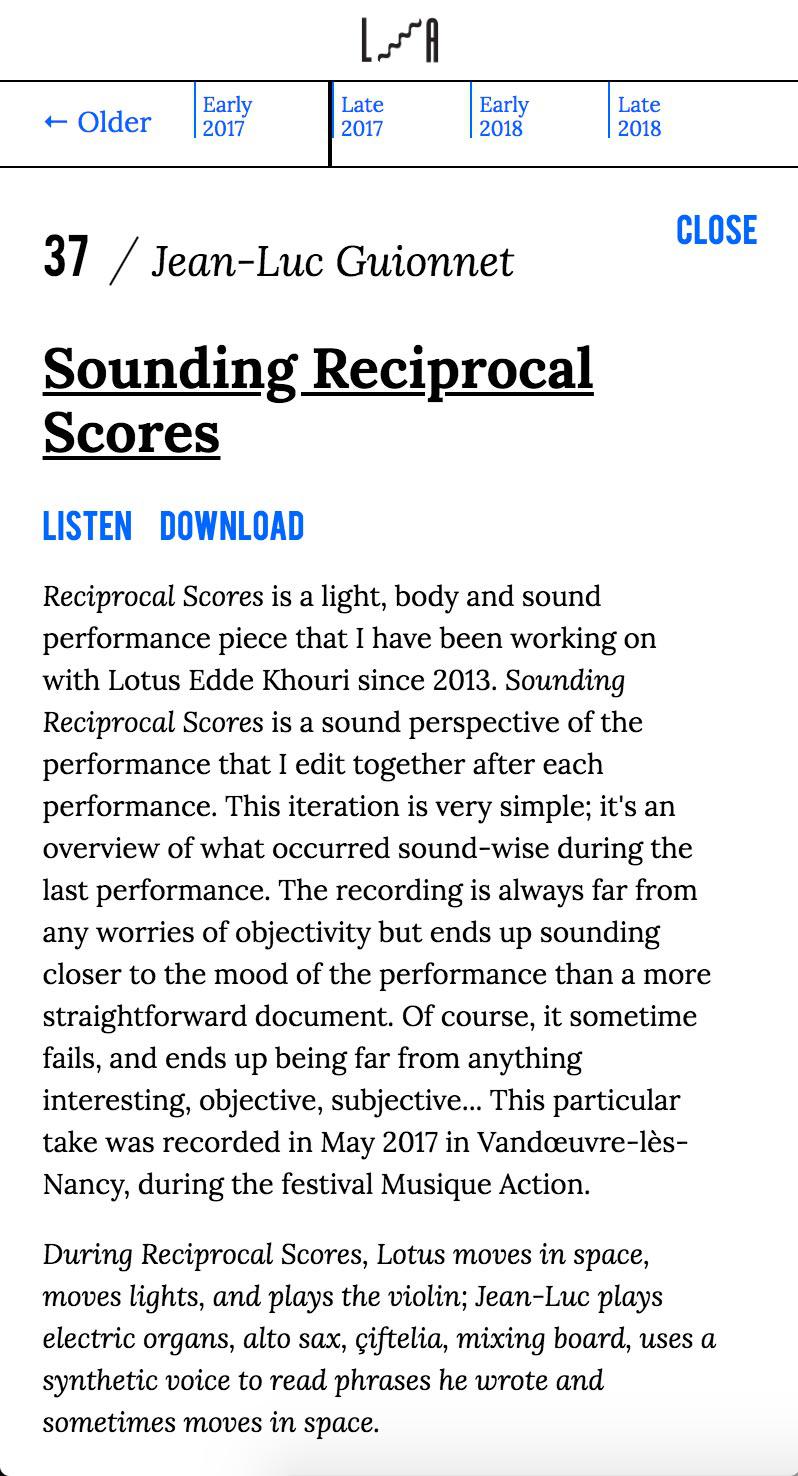 L A
← Older
Early
2017
Late
2017
Early
2018
Late
2018
CLOSE
37 / Jean-Luc Guionnet
Sounding Reciprocal
Scores
LISTEN DOWNLOAD
Reciprocal Scores is a light, body and sound
performance piece that I have been working on
with Lotus Edde Khouri since 2013. Sounding
Reciprocal Scores is a sound perspective of the
performance that I edit together after each
performance. This iteration is very simple; it's an
overview of what occurred sound-wise during the
last performance. The recording is always far from
any worries of objectivity but ends up sounding
closer to the mood of the performance than a more
straightforward document. Of course, it sometime
fails, and ends up being far from anything
interesting, objective, subjective... This particular
take was recorded in May 2017 in Vandœuvre-lès-
Nancy, during the festival Musique Action.
During Reciprocal Scores, Lotus moves in space,
moves lights, and plays the violin; Jean-Luc plays
electric organs, alto sax, çiftelia, mixing board, uses a
synthetic voice to read phrases he wrote and
sometimes moves in space.